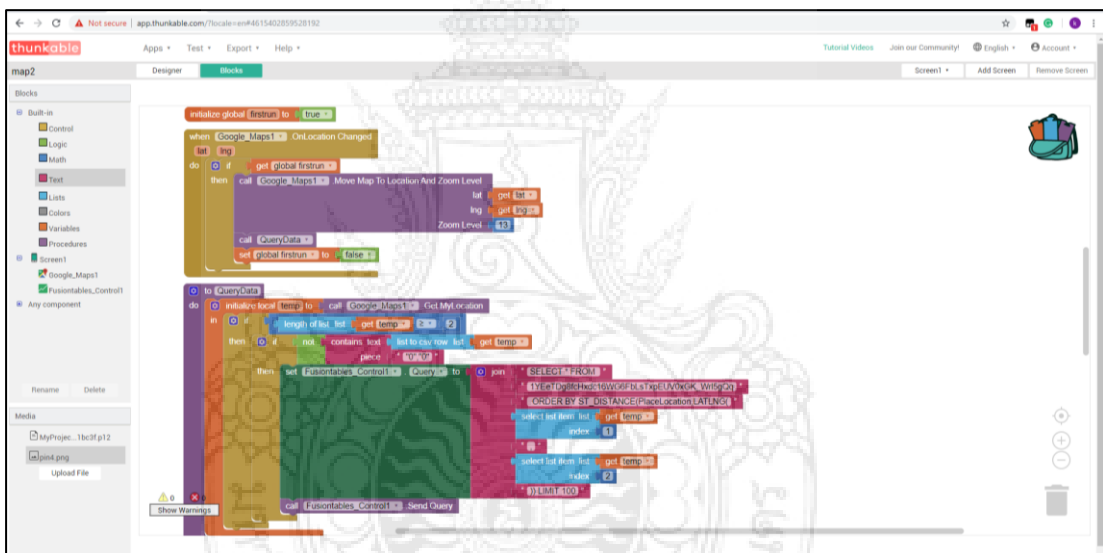 Not secure | app.thunkable.com/?locale=en#4615402859528192
thunkable Apps Test Export Help Tutorial Videos Join our Community! English Account
map2 Designer Blocks Screen1 Add Screen Remove Screen
Blocks
Built-in
Control
Logic
Math
Text
Lists
Colors
Variables
Procedures
Screen1
Google_Maps1
Fusiontables_Control1
Any component
Rename Delete
Media
MyProjec...1bc3f.p12
pin4.png
Upload File
initialize global firstrun to true
when Google_Maps1 OnLocation Changed
lat lng
do if get global firstrun
then call Google_Maps1 Move Map To Location And Zoom Level
lat get lat
lng get lng
Zoom Level 13
call QueryData
set global firstrun to false
to QueryData
do initialize local temp to call Google_Maps1 Get MyLocation
in if length of list list get temp ≥ 2
then if not contains text list to csv row list get temp
piece "0","0"
then set Fusiontables_Control1 Query to join " SELECT * FROM "
" ORDER BY ST_DISTANCE(PlaceLocation,LATLNG( "
select list item list get temp
index 1
select list item list get temp
index 2
" )) LIMIT 100 "
call Fusiontables_Control1 Send Query
0 0
Show Warnings